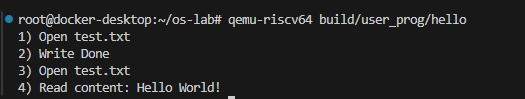 root@docker-desktop:~/os-lab# qemu-riscv64 build/user_prog/hello
1) Open test.txt
2) Write Done
3) Open test.txt
4) Read content: Hello World!